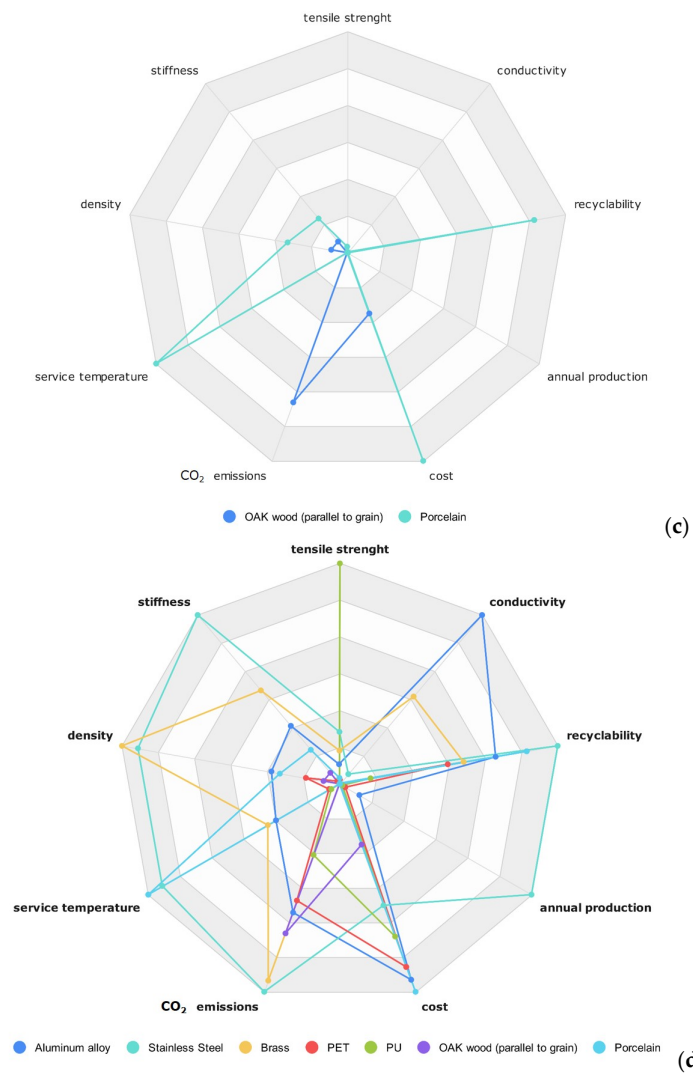 tensile strenght
stiffness
conductivity
density
recyclability
service temperature
annual production
CO₂ emissions
cost
OAK wood (parallel to grain)
Porcelain
(c)
tensile strenght
stiffness
conductivity
density
recyclability
service temperature
annual production
CO₂ emissions
cost
Aluminum alloy
Stainless Steel
Brass
PET
PU
OAK wood (parallel to grain)
Porcelain
(d